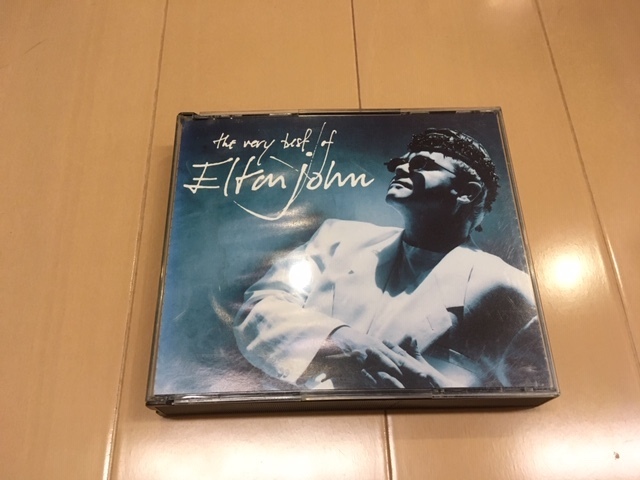 the very best of
Elton john